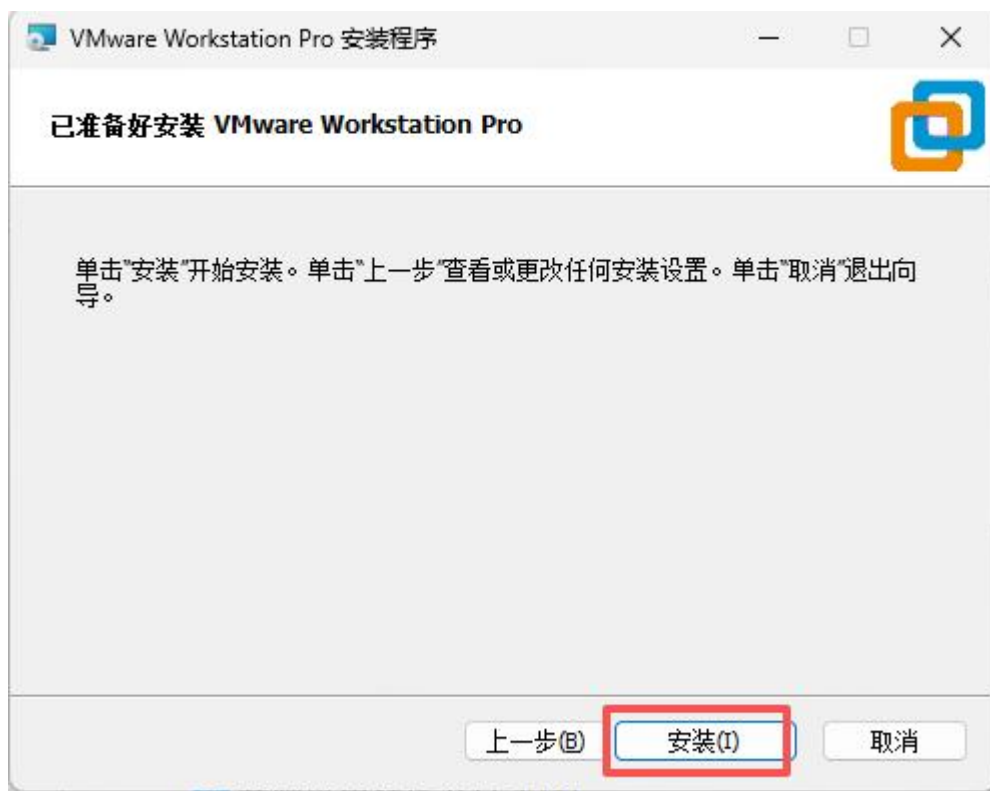 VMware Workstation Pro 安装程序
已准备好安装 VMware Workstation Pro
单击"安装"开始安装。单击"上一步"查看或更改任何安装设置。单击"取消"退出向
导。
上一步(B) 安装(I) 取消